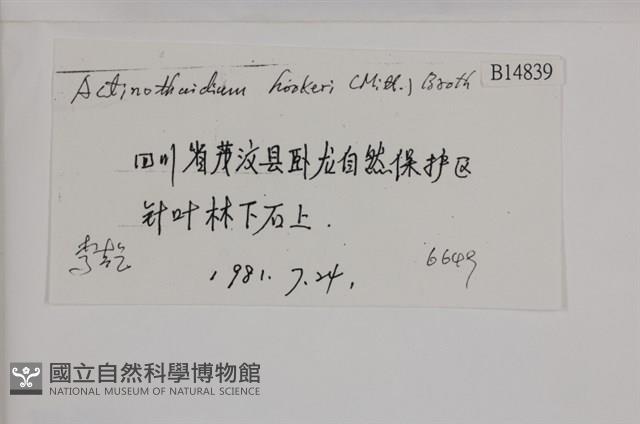 Actinothuidium hookeri (Mitt.) Broth
B14839
四川省茂汶县卧龙自然保护区
针叶林下石上.
李乾
1981.7.24.
6649
國立自然科學博物館
NATIONAL MUSEUM OF NATURAL SCIENCE